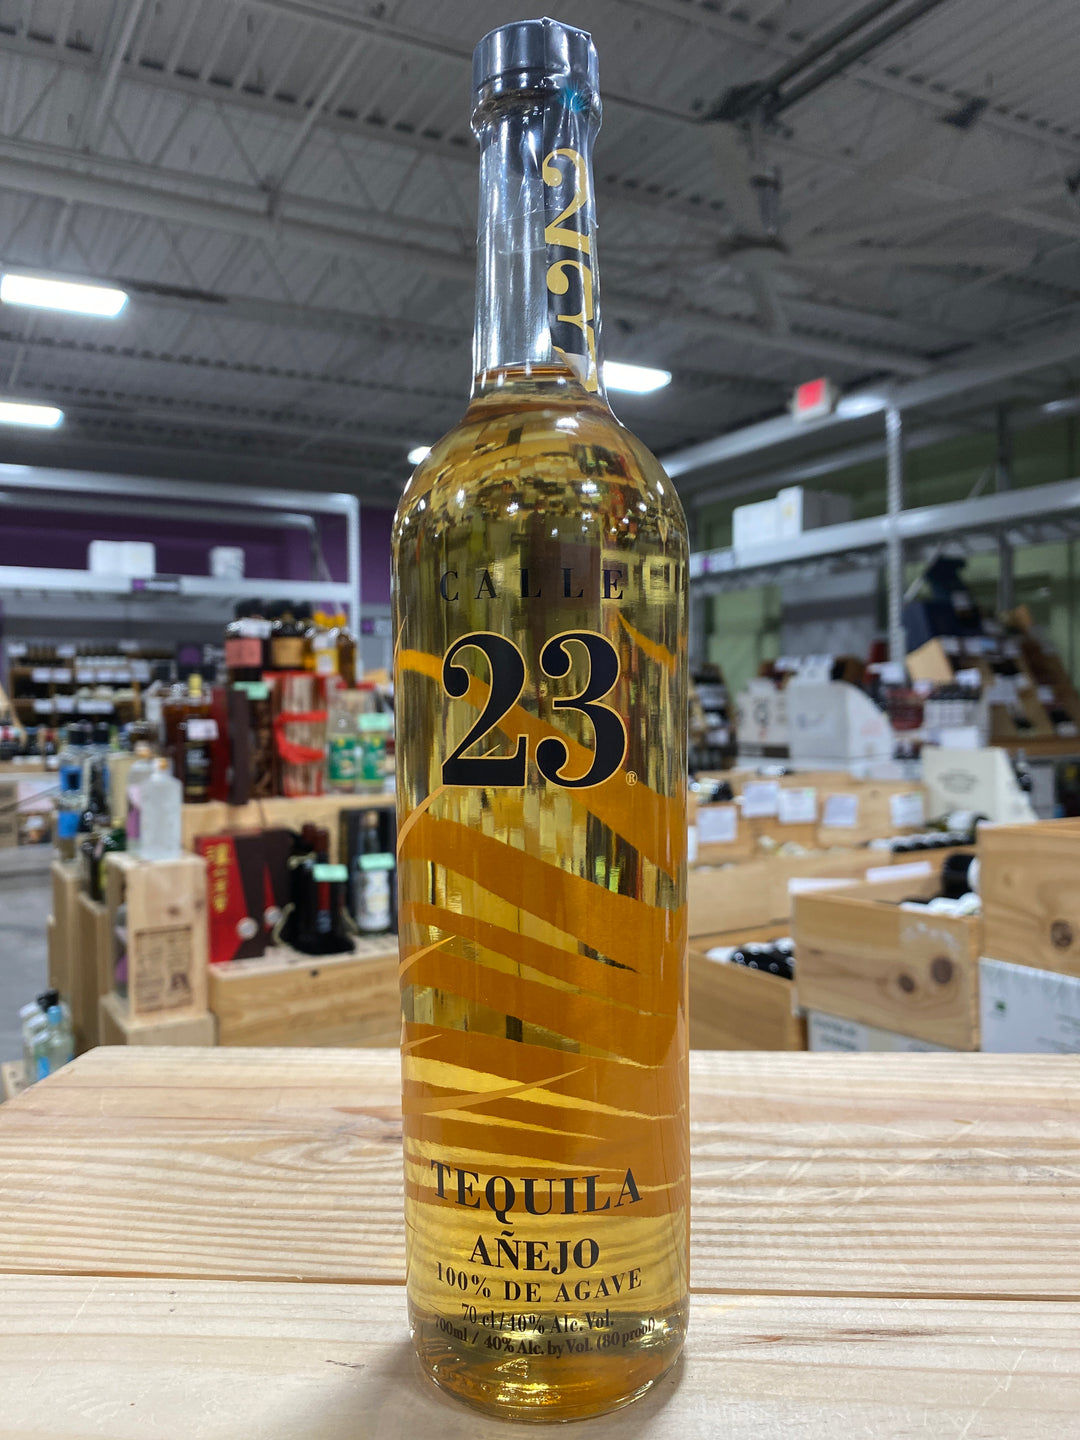 23
CALLE
23®
TEQUILA
AÑEJO
100% DE AGAVE
70 cl / 40% Alc. Vol.
700ml / 40% Alc. by Vol. (80 proof)